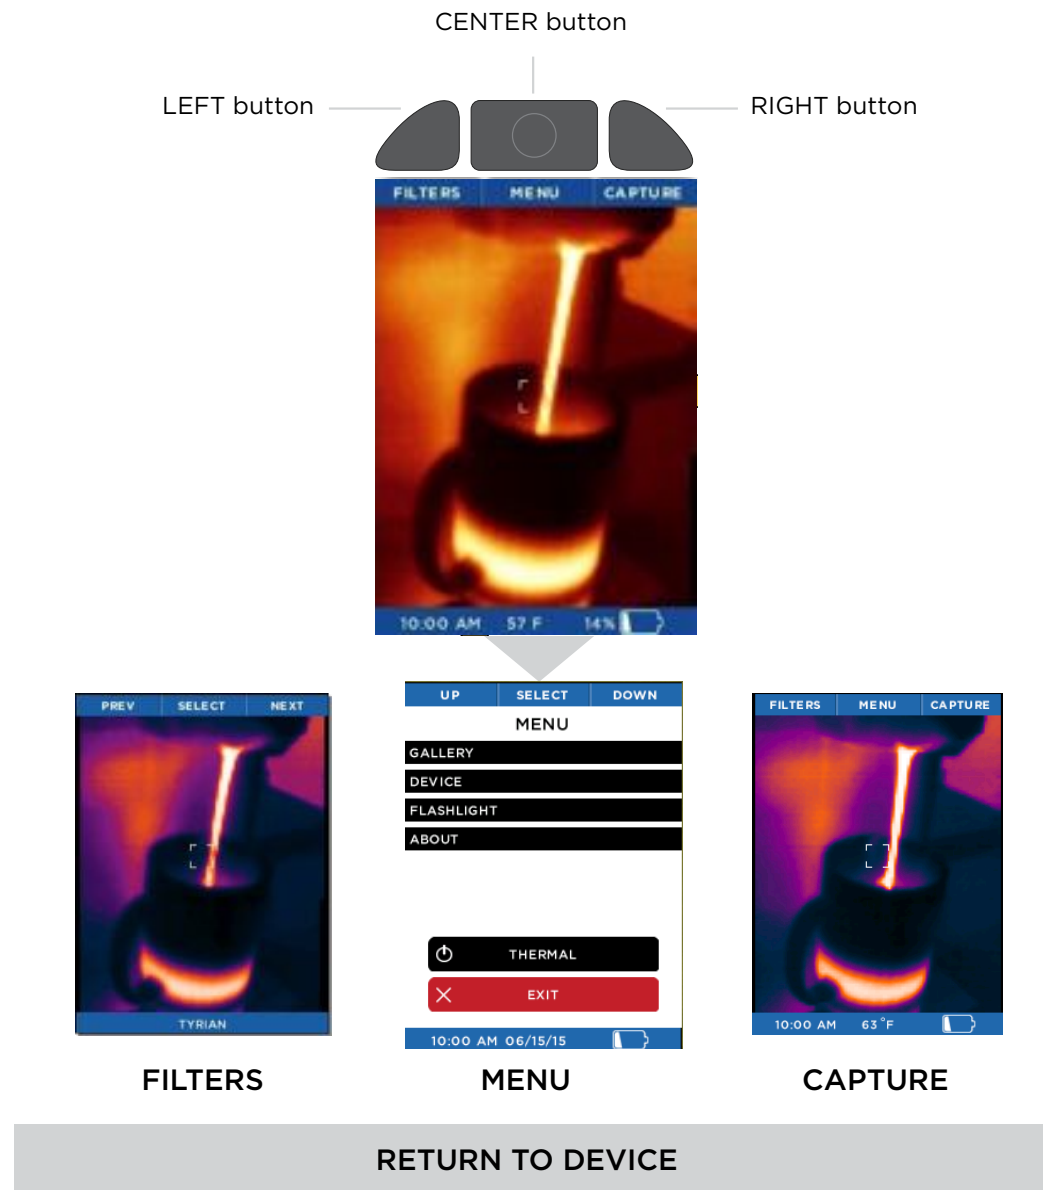 CENTER button
LEFT button
RIGHT button
FILTERS MENU CAPTURE
10:00 AM 57 F 14%
PREV SELECT NEXT
TYRIAN
FILTERS
UP SELECT DOWN
MENU
GALLERY
DEVICE
FLASHLIGHT
ABOUT
THERMAL
EXIT
10:00 AM 06/15/15
MENU
FILTERS MENU CAPTURE
10:00 AM 63°F
CAPTURE
RETURN TO DEVICE